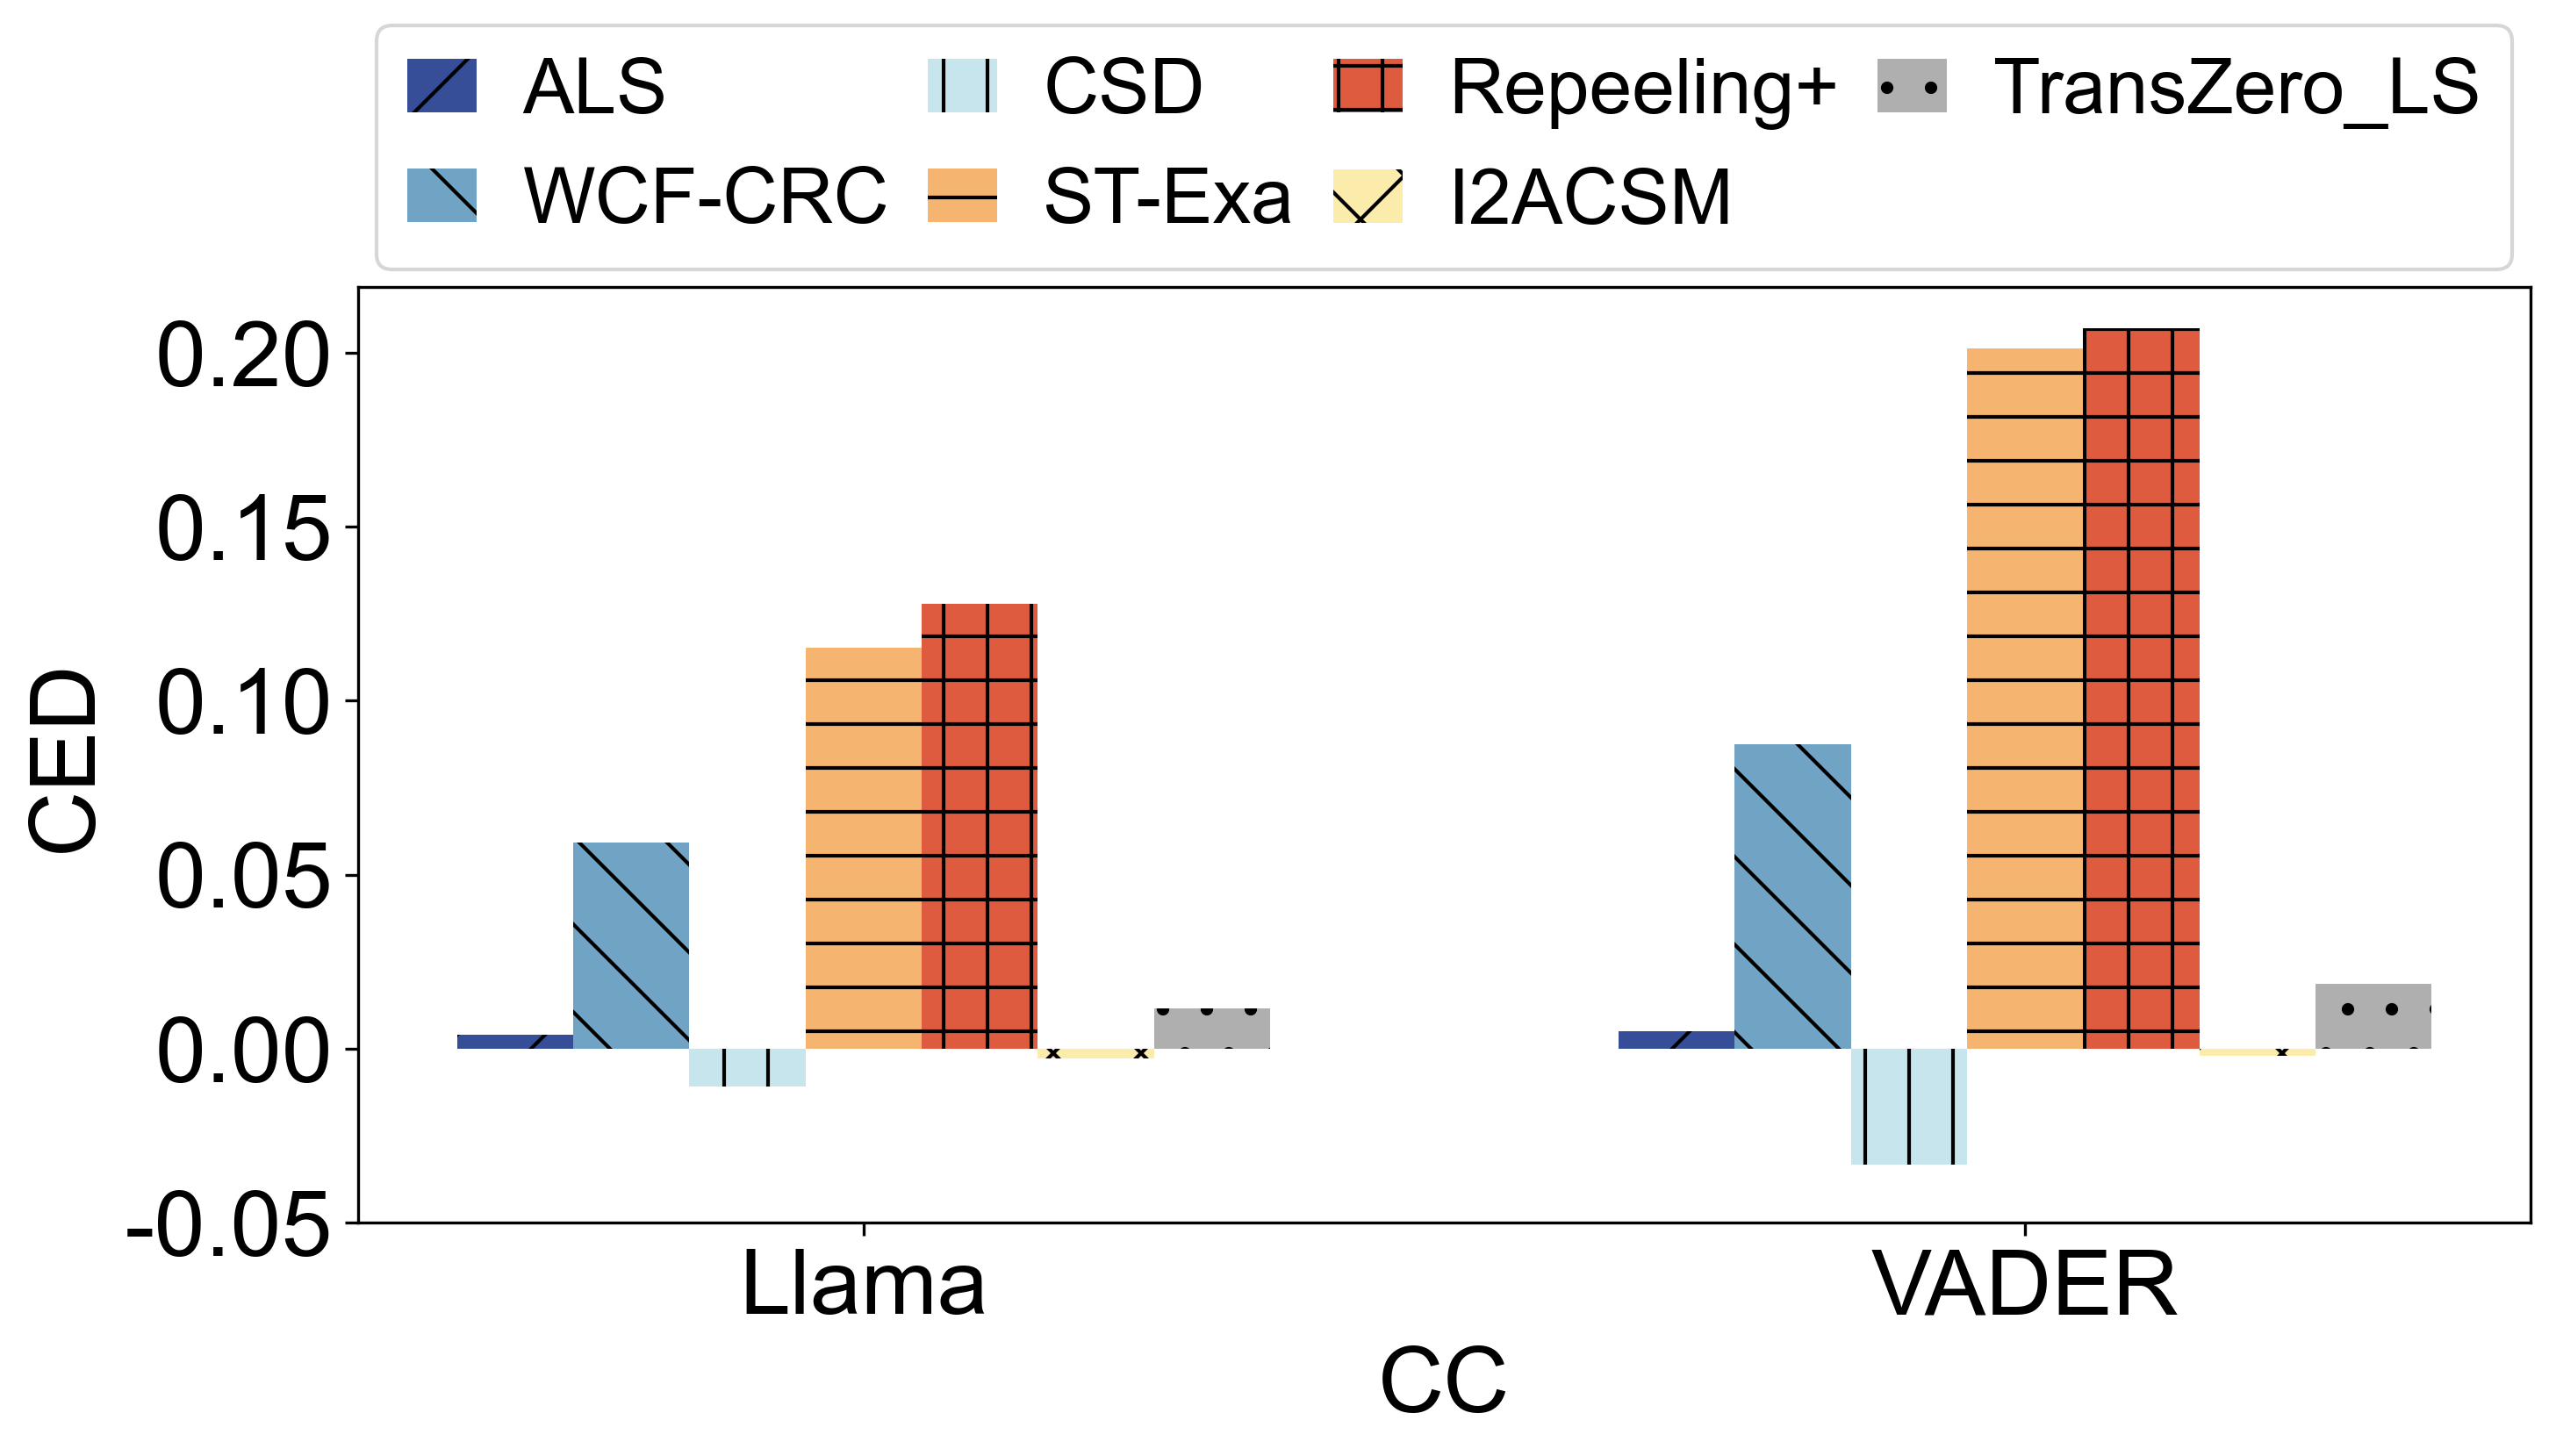 ALS CSD Repeeling+ TransZero_LS
WCF-CRC ST-Exa I2ACSM
0.20
0.15
0.10
0.05
0.00
-0.05
CED
Llama VADER
CC